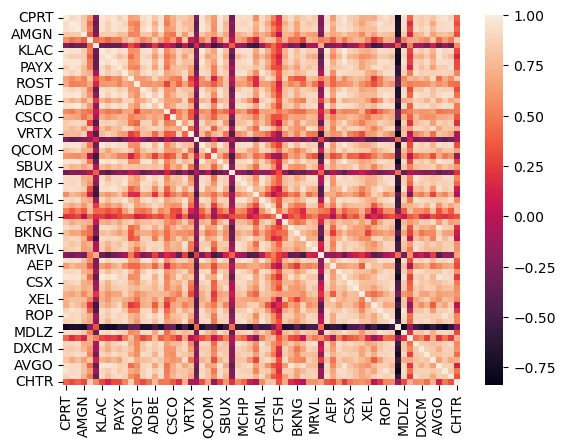 CPRT
AMGN
KLAC
PAYX
ROST
ADBE
CSCO
VRTX
QCOM
SBUX
MCHP
ASML
CTSH
BKNG
MRVL
AEP
CSX
XEL
ROP
MDLZ
DXCM
AVGO
CHTR
CPRT
AMGN
KLAC
PAYX
ROST
ADBE
CSCO
VRTX
QCOM
SBUX
MCHP
ASML
CTSH
BKNG
MRVL
AEP
CSX
XEL
ROP
MDLZ
DXCM
AVGO
CHTR
1.00
0.75
0.50
0.25
0.00
−0.25
−0.50
−0.75